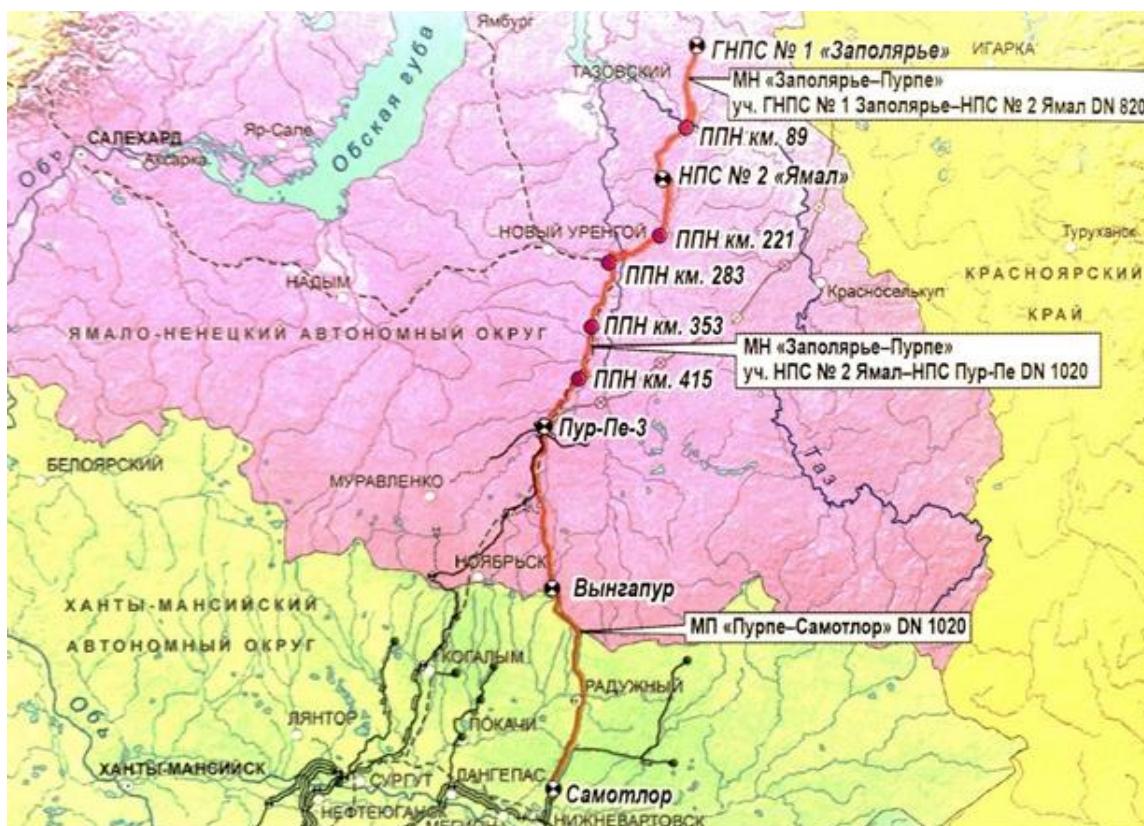 Ямбург
ГНПС № 1 «Заполярье»
ИГАРКА
ТАЗОВСКИЙ
МН «Заполярье–Пурпе»
уч. ГНПС № 1 Заполярье–НПС № 2 Ямал DN 820
САЛЕХАРД
Яр-Сале
Обская губа
ППН км. 89
Обь
Аксарка
НПС № 2 «Ямал»
НОВЫЙ УРЕНГОЙ
ППН км. 221
Туруханск
НАДЫМ
ППН км. 283
Красноселькуп
КРАСНОЯРСКИЙ
КРАЙ
ЯМАЛО-НЕНЕЦКИЙ АВТОНОМНЫЙ ОКРУГ
ППН км. 353
МН «Заполярье–Пурпе»
уч. НПС № 2 Ямал–НПС Пур-Пе DN 1020
ППН км. 415
Пур-Пе-3
БЕЛОЯРСКИЙ
МУРАВЛЕНКО
Таз
НОЯБРЬСК
Вынгапур
ХАНТЫ-МАНСИЙСКИЙ
АВТОНОМНЫЙ ОКРУГ
МП «Пурпе–Самотлор» DN 1020
КОГАЛЫМ
РАДУЖНЫЙ
Обь
ЛЯНТОР
ПОКАЧИ
ХАНТЫ-МАНСИЙСК
СУРГУТ
ЛАНГЕПАС
Самотлор
НЕФТЕЮГАНСК
МЕГИОН
НИЖНЕВАРТОВСК